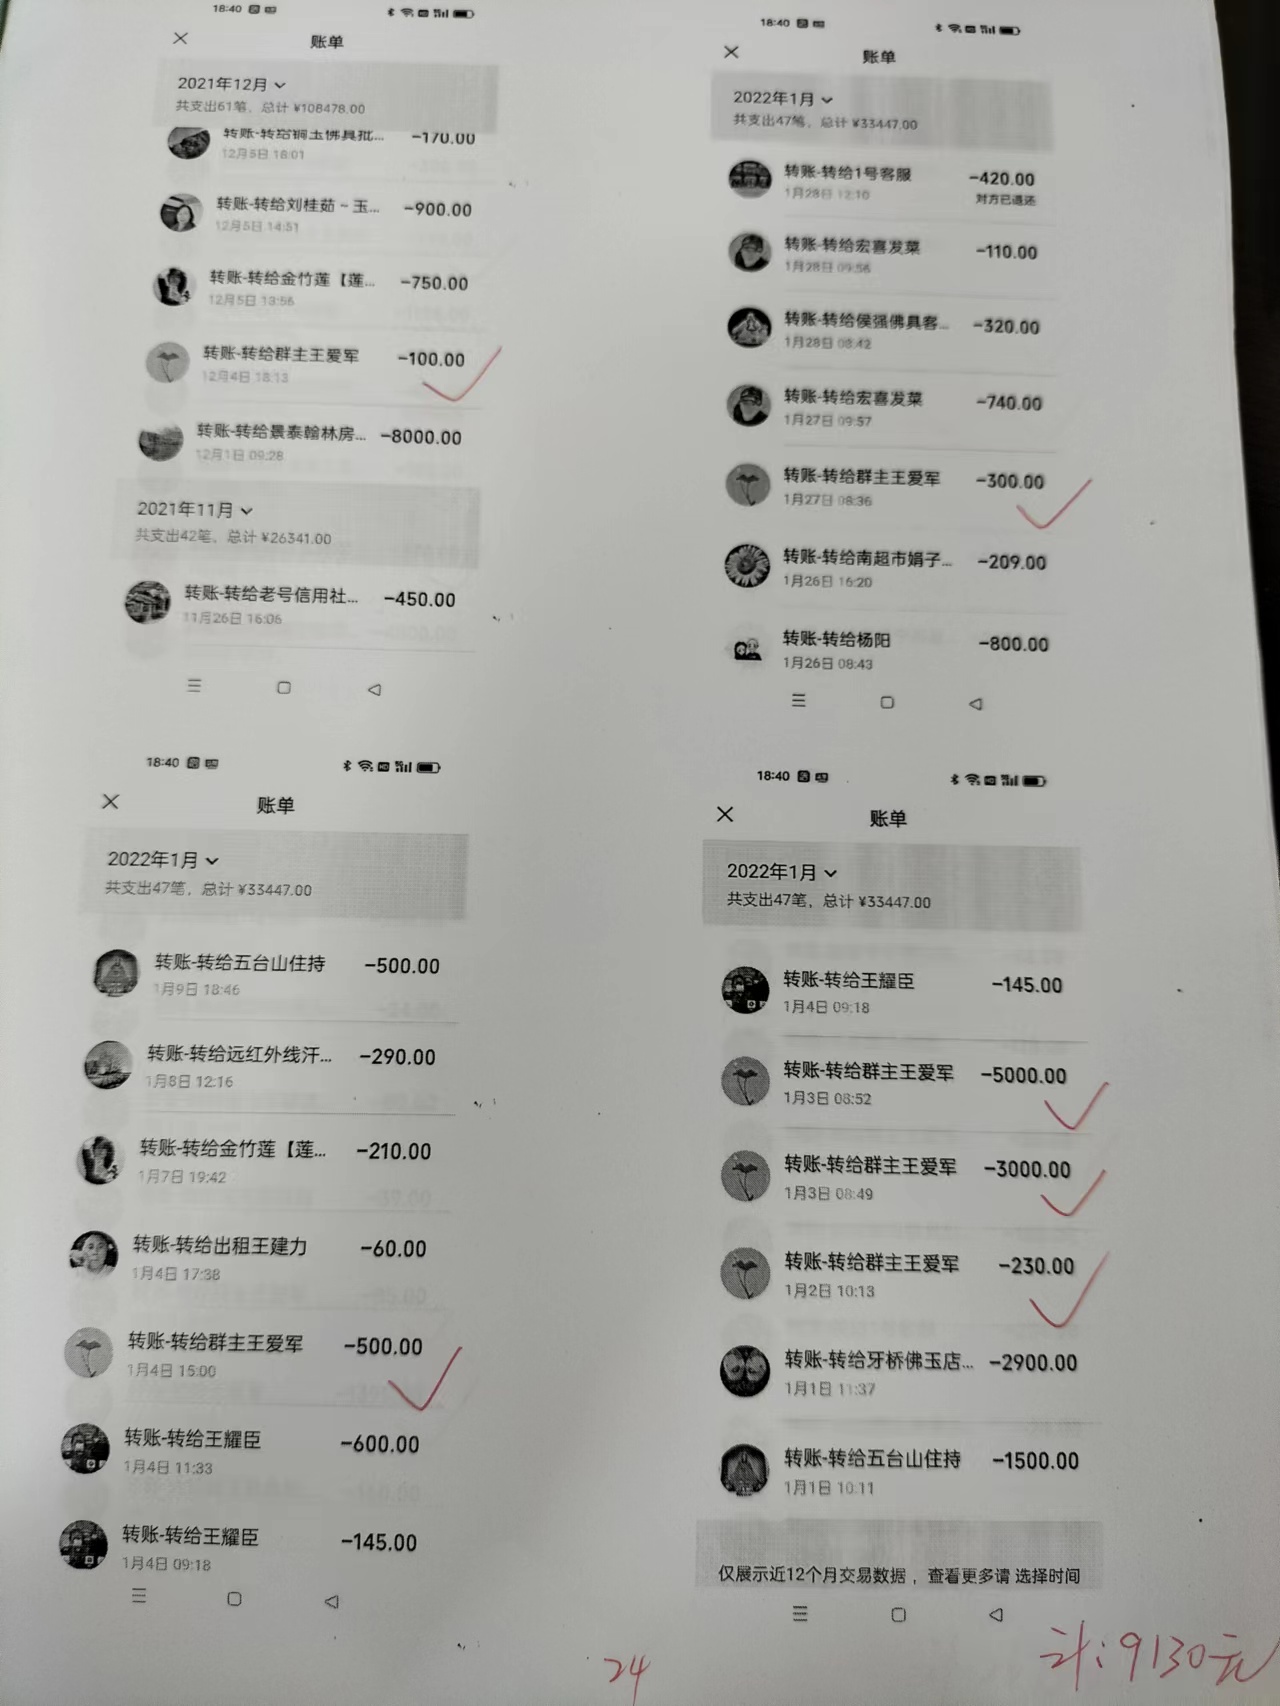 18:40
账单
2021年12月
共支出61笔，总计 ¥108478.00
转账-转给铜玉佛具批... -170.00
12月5日 18:01
转账-转给刘桂茹~玉... -900.00
12月5日 14:51
转账-转给金竹莲【莲... -750.00
12月5日 13:56
转账-转给群主王爱军 -100.00
12月4日 18:13
转账-转给景泰翰林房... -8000.00
12月1日 09:28
2021年11月
共支出42笔，总计 ¥26341.00
转账-转给老号信用社... -450.00
11月26日 16:06
18:40
账单
2022年1月
共支出47笔，总计 ¥33447.00
转账-转给1号客服 -420.00
1月28日 12:10 对方已退还
转账-转给宏喜发菜 -110.00
1月28日 09:56
转账-转给侯强佛具客... -320.00
1月28日 08:42
转账-转给宏喜发菜 -740.00
1月27日 09:57
转账-转给群主王爱军 -300.00
1月27日 08:36
转账-转给南超市娟子... -209.00
1月26日 16:20
转账-转给杨阳 -800.00
1月26日 08:43
18:40
账单
2022年1月
共支出47笔，总计 ¥33447.00
转账-转给五台山住持 -500.00
1月9日 18:46
转账-转给远红外线汗... -290.00
1月8日 12:16
转账-转给金竹莲【莲... -210.00
1月7日 19:42
转账-转给出租王建力 -60.00
1月4日 17:38
转账-转给群主王爱军 -500.00
1月4日 15:00
转账-转给王耀臣 -600.00
1月4日 11:33
转账-转给王耀臣 -145.00
1月4日 09:18
18:40
账单
2022年1月
共支出47笔，总计 ¥33447.00
转账-转给王耀臣 -145.00
1月4日 09:18
转账-转给群主王爱军 -5000.00
1月3日 08:52
转账-转给群主王爱军 -3000.00
1月3日 08:49
转账-转给群主王爱军 -230.00
1月2日 10:13
转账-转给牙桥佛玉店... -2900.00
1月1日 11:37
转账-转给五台山住持 -1500.00
1月1日 10:11
仅展示近12个月交易数据，查看更多请 选择时间
24
计：9130元